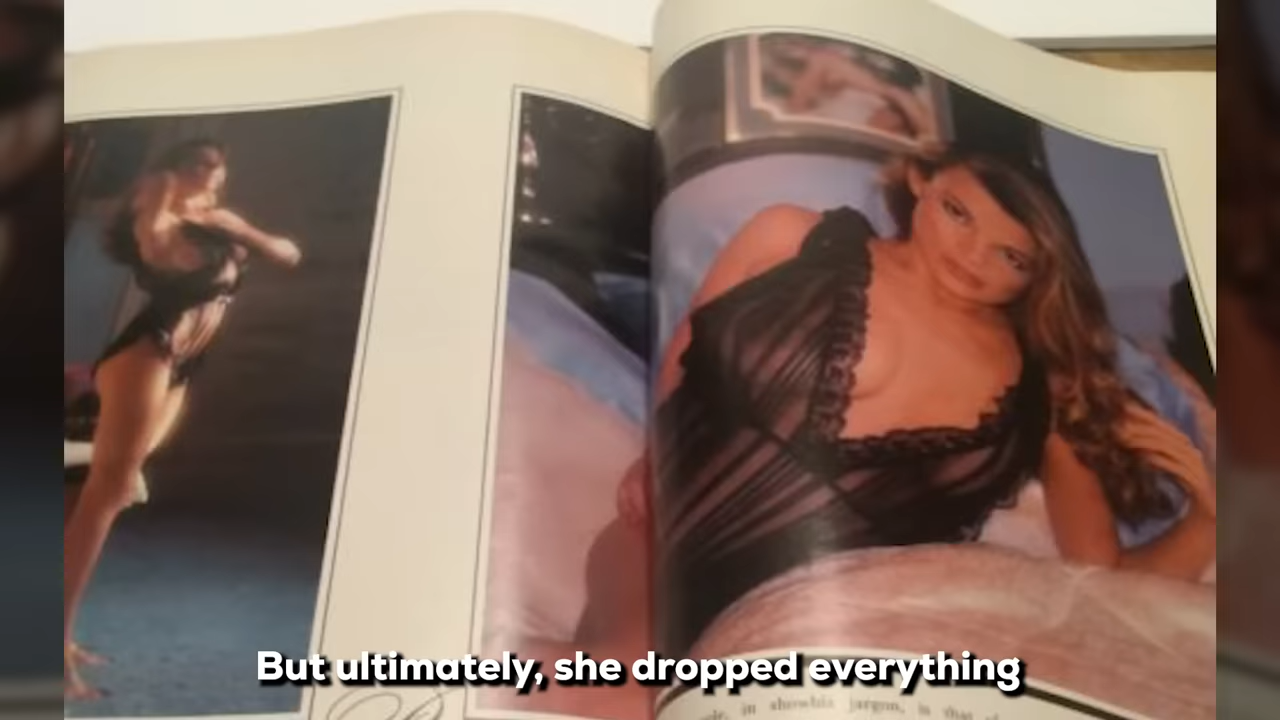 But ultimately, she dropped everything
in showbiz jargon, is that